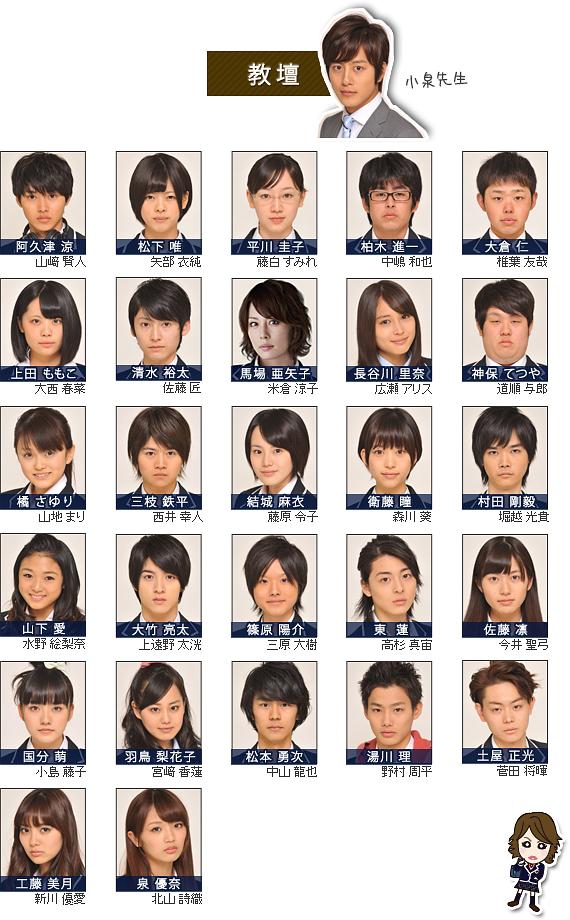 教壇
小泉先生
阿久津 涼
山﨑 賢人
松下 唯
矢部 衣純
平川 圭子
藤白 すみれ
柏木 進一
中嶋 和也
大倉 仁
椎葉 友哉
上田 ももこ
大西 春菜
清水 裕太
佐藤 匠
馬場 亜矢子
米倉 涼子
長谷川 里奈
広瀬 アリス
神保 てつや
道順 与郎
橘 さゆり
山地 まり
三枝 鉄平
西井 幸人
結城 麻衣
藤原 令子
衛藤 瞳
森川 葵
村田 剛毅
堀越 光貴
山下 愛
水野 絵梨奈
大竹 亮太
上遠野 太洸
篠原 陽介
三原 大樹
東 蓮
高杉 真宙
佐藤 凛
今井 聖弓
国分 萌
小島 藤子
羽鳥 梨花子
宮﨑 香蓮
松本 勇次
中山 龍也
湯川 理
野村 周平
土屋 正光
菅田 将暉
工藤 美月
新川 優愛
泉 優奈
北山 詩織